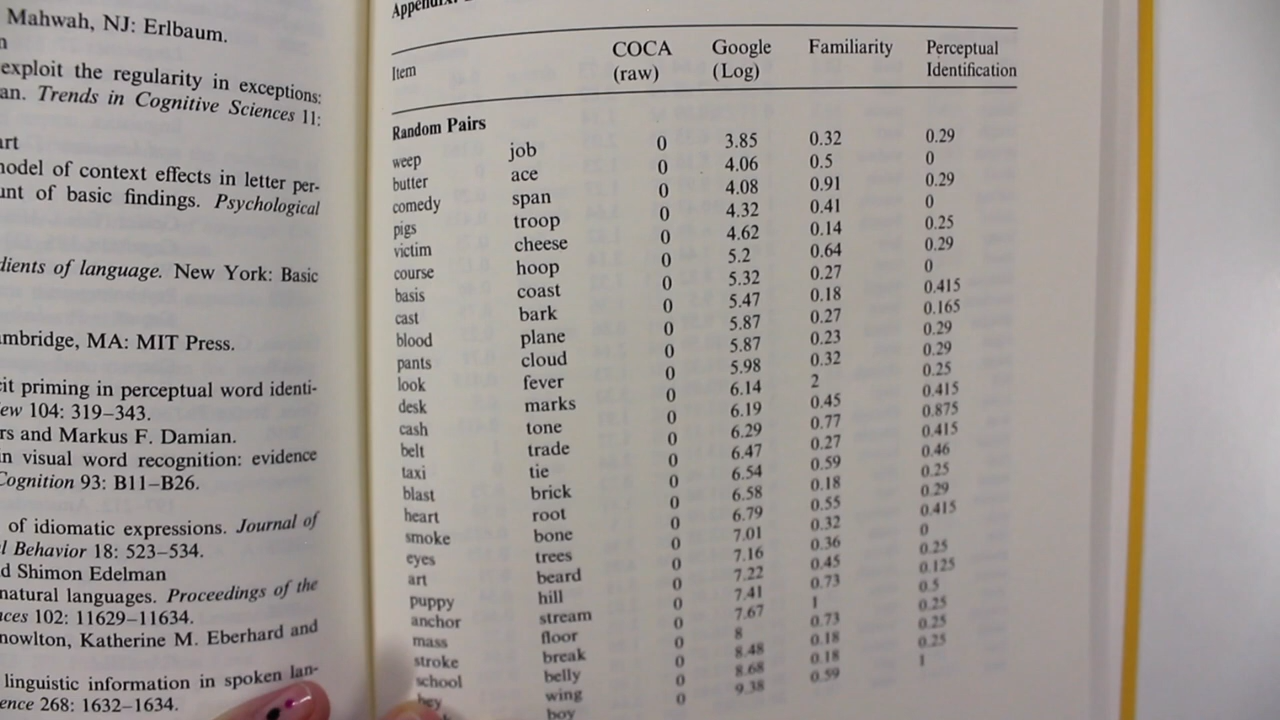 Mahwah, NJ: Erlbaum.
exploit the regularity in exceptions:
an. Trends in Cognitive Sciences 11:
art
nodel of context effects in letter per-
unt of basic findings. Psychological
dients of language. New York: Basic
mbridge, MA: MIT Press.
cit priming in perceptual word identi-
ew 104: 319–343.
rs and Markus F. Damian.
in visual word recognition: evidence
Cognition 93: B11–B26.
of idiomatic expressions. Journal of
l Behavior 18: 523–534.
d Shimon Edelman
natural languages. Proceedings of the
nces 102: 11629–11634.
nowlton, Katherine M. Eberhard and
linguistic information in spoken lan-
ence 268: 1632–1634.
Appendix:
Item COCA (raw) Google (Log) Familiarity Perceptual Identification
Random Pairs
weep job 0 3.85 0.32 0.29
butter ace 0 4.06 0.5 0
comedy span 0 4.08 0.91 0.29
pigs troop 0 4.32 0.41 0
victim cheese 0 4.62 0.14 0.25
course hoop 0 5.2 0.64 0.29
basis coast 0 5.32 0.27 0
cast bark 0 5.47 0.18 0.415
blood plane 0 5.87 0.27 0.165
pants cloud 0 5.87 0.23 0.29
look fever 0 5.98 0.32 0.29
desk marks 0 6.14 2 0.25
cash tone 0 6.19 0.45 0.415
belt trade 0 6.29 0.77 0.875
taxi tie 0 6.47 0.27 0.415
blast brick 0 6.54 0.59 0.46
heart root 0 6.58 0.18 0.25
smoke bone 0 6.79 0.55 0.29
eyes trees 0 7.01 0.32 0.415
art beard 0 7.16 0.36 0
puppy hill 0 7.22 0.45 0.25
anchor stream 0 7.41 0.73 0.125
mass floor 0 7.67 1 0.5
stroke break 0 8 0.73 0.25
school belly 0 8.48 0.18 0.25
hey wing 0 8.68 0.18 0.25
boy 0 9.38 0.59 1